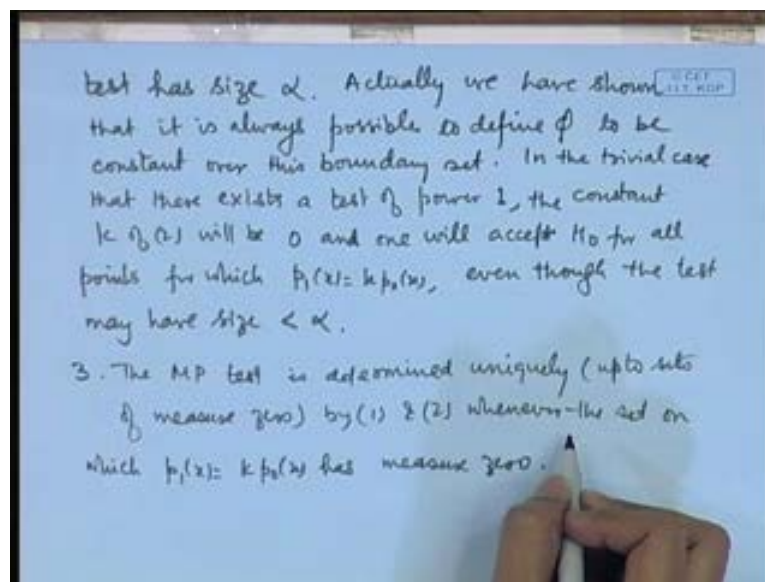 test has size α. Actually we have shown
© CET
I.I.T. KGP
that it is always possible to define φ to be
constant over this boundary set. In the trivial case
that there exists a test of power 1, the constant
k of (2) will be 0 and one will accept H₀ for all
points for which p₁(x) = k p₀(x), even though the test
may have size < α.
3. The MP test is determined uniquely (upto sets
of measure zero) by (1) & (2) whenever the set on
which p₁(x) = k p₀(x) has measure zero.